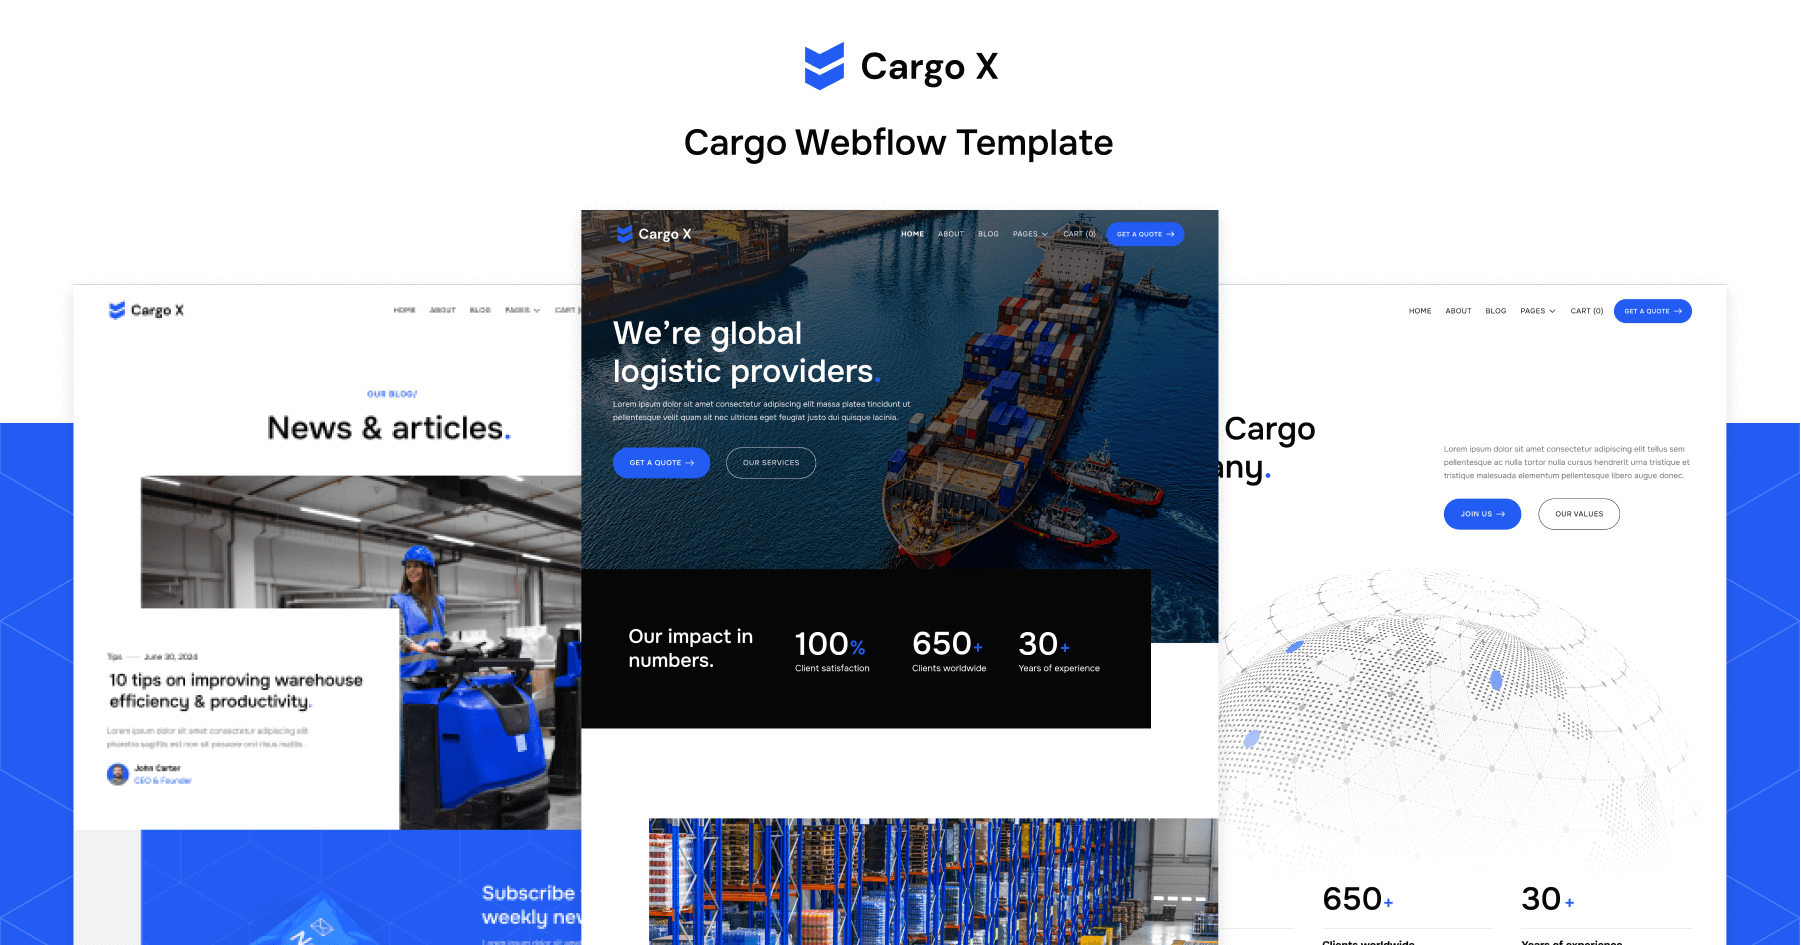 Cargo X
Cargo Webflow Template
Cargo X
HOME ABOUT BLOG PAGES CART
OUR BLOG/
News & articles.
Tips — June 30, 2024
10 tips on improving warehouse
efficiency & productivity.
Lorem ipsum dolor sit amet consectetur adipiscing elit
pharetra sagittis est non sit posuere orci risus mattis .
John Carter
CEO & Founder
Subscribe
weekly
Cargo X
HOME ABOUT BLOG PAGES CART (0) GET A QUOTE →
We're global
logistic providers.
Lorem ipsum dolor sit amet consectetur adipiscing elit massa platea tincidunt ut
pellentesque velit quam sit nec ultrices eget feugiat justo dui quisque lacinia.
GET A QUOTE → OUR SERVICES
Our impact in
numbers.
100%
Client satisfaction
650+
Clients worldwide
30+
Years of experience
HOME ABOUT BLOG PAGES CART (0) GET A QUOTE →
Cargo
any.
Lorem ipsum dolor sit amet consectetur adipiscing elit tellus sem
pellentesque ac nulla tortor nulla cursus hendrerit urna tristique et
tristique malesuada elementum pellentesque libero augue donec.
JOIN US → OUR VALUES
650+
Clients worldwide
30+
Years of experience